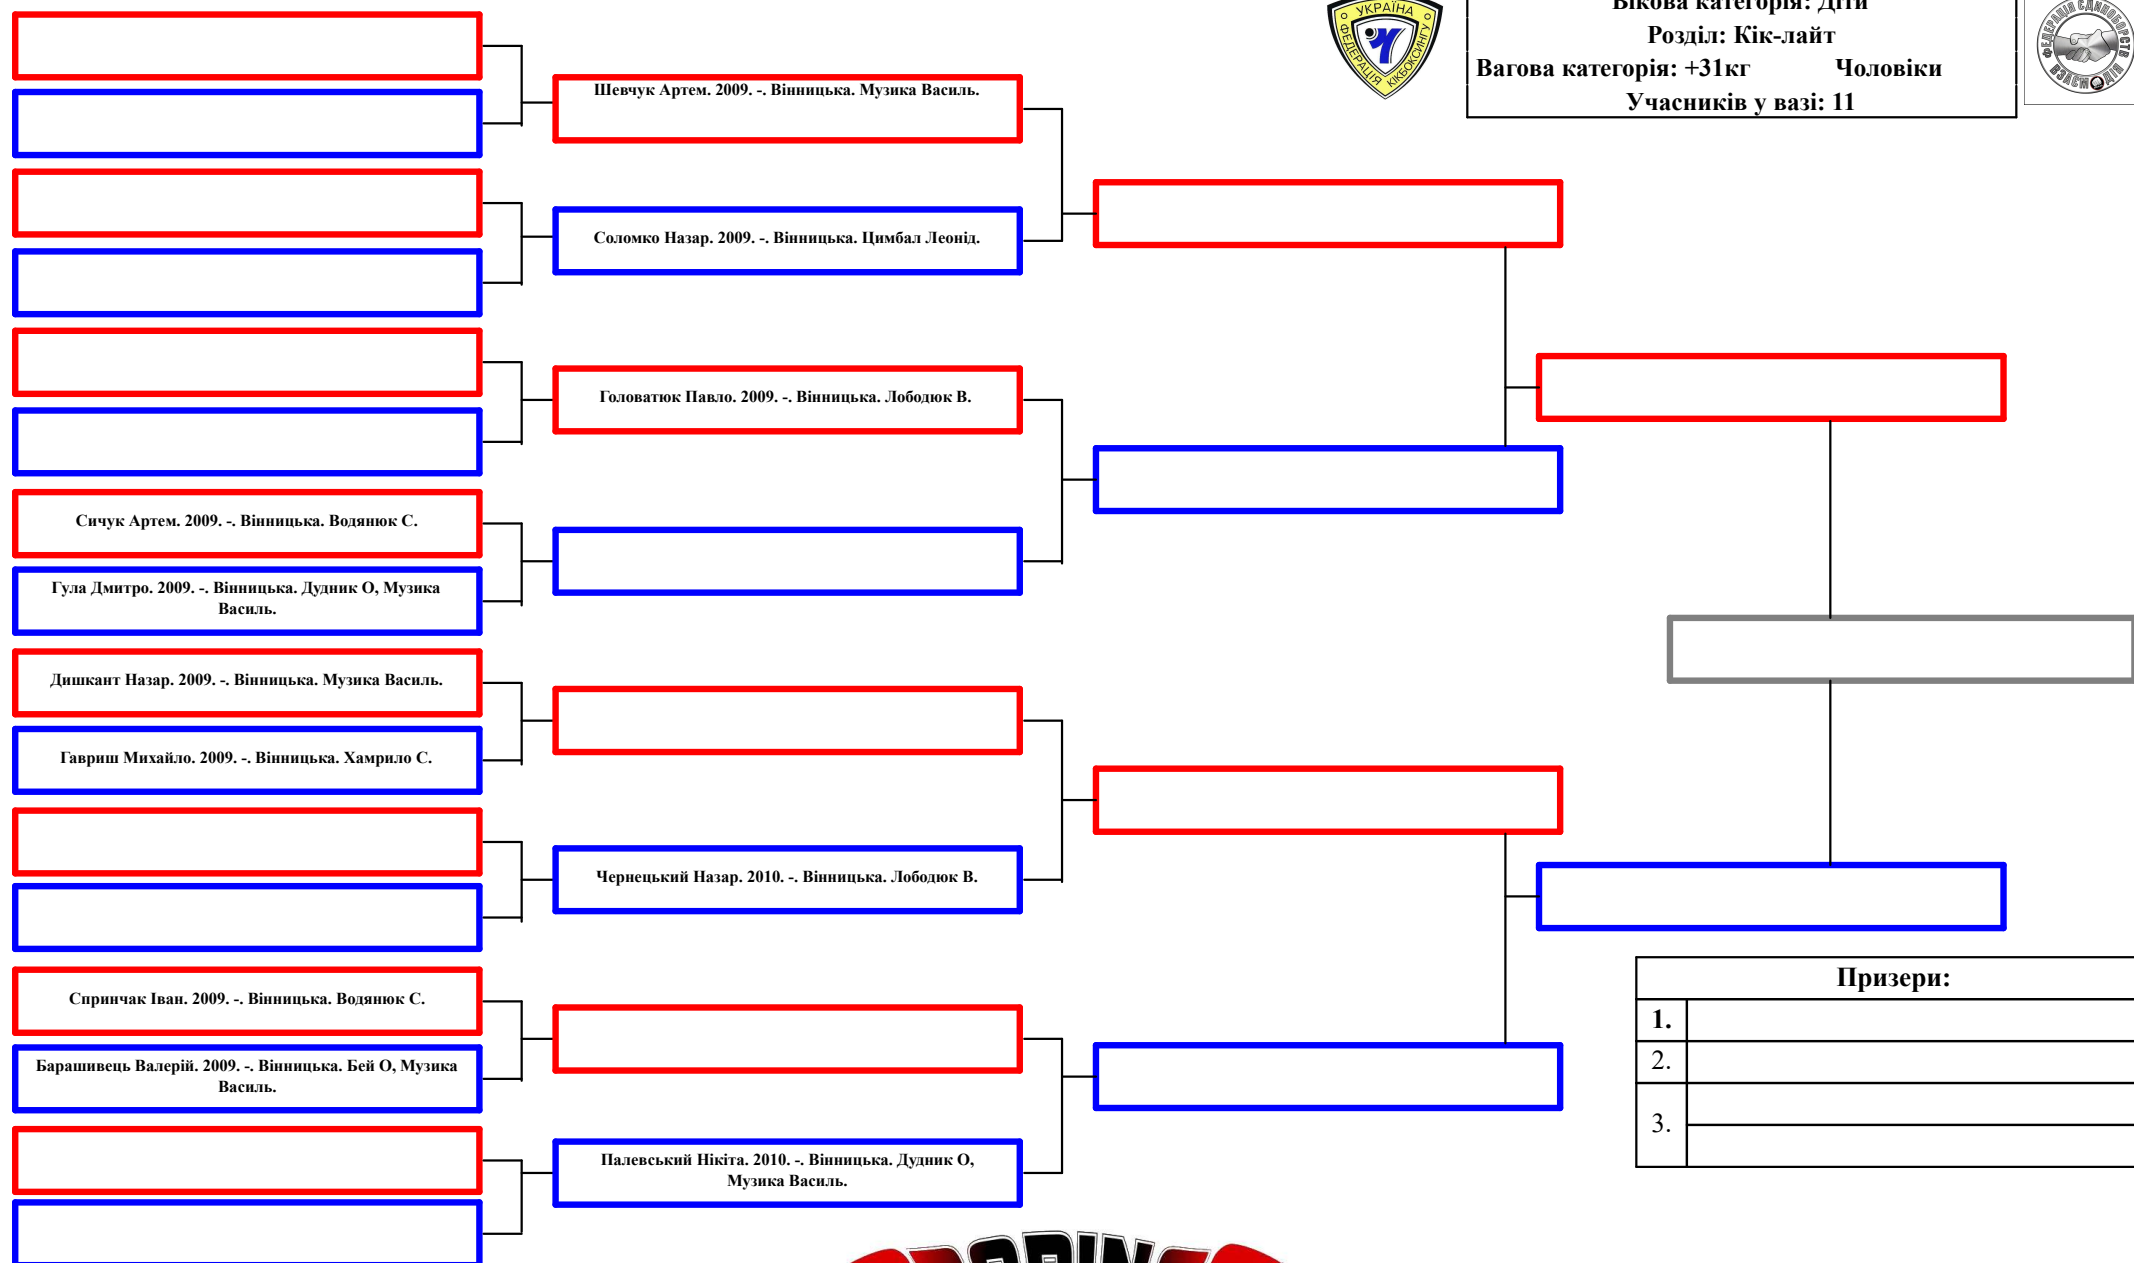 УКРАЇНА
ФЕДЕРАЦІЯ КІКБОКСИНГУ
Вікова категорія: Діти
Розділ: Кік-лайт
Вагова категорія: +31кг Чоловіки
Учасників у вазі: 11
ФЕДЕРАЦІЯ ЄДИНОБОРСТВ
Шевчук Артем. 2009. -. Вінницька. Музика Василь.
Соломко Назар. 2009. -. Вінницька. Цимбал Леонід.
Головатюк Павло. 2009. -. Вінницька. Лободюк В.
Сичук Артем. 2009. -. Вінницька. Водянюк С.
Гула Дмитро. 2009. -. Вінницька. Дудник О, Музика
Василь.
Дишкант Назар. 2009. -. Вінницька. Музика Василь.
Гавриш Михайло. 2009. -. Вінницька. Хамрило С.
Чернецький Назар. 2010. -. Вінницька. Лободюк В.
Спринчак Іван. 2009. -. Вінницька. Водянюк С.
Барашивець Валерій. 2009. -. Вінницька. Бей О, Музика
Василь.
Палевський Нікіта. 2010. -. Вінницька. Дудник О,
Музика Василь.
Призери:
1.
2.
3.